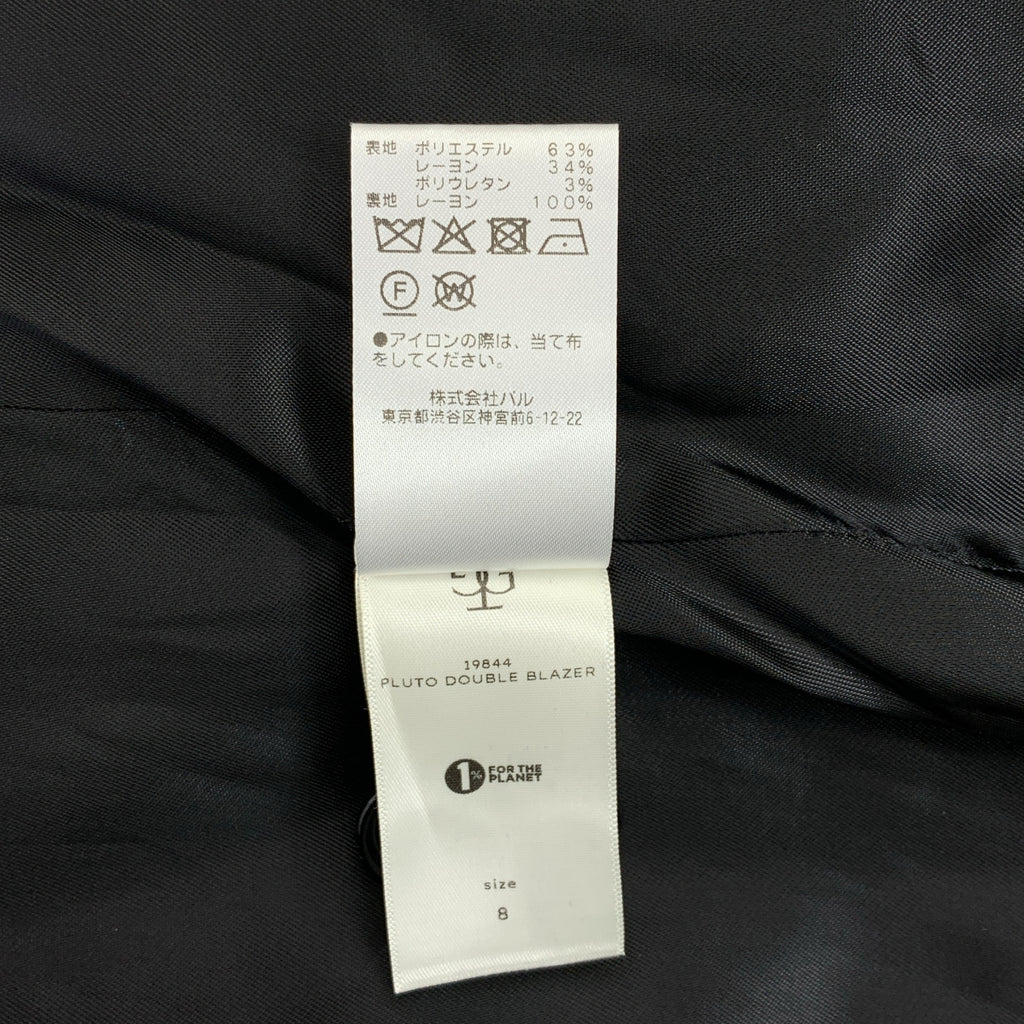 表地 ポリエステル 63%
レーヨン 34%
ポリウレタン 3%
裏地 レーヨン 100%
F
W
●アイロンの際は、当て布
をしてください。
株式会社パル
東京都渋谷区神宮前6-12-22
19844
PLUTO DOUBLE BLAZER
1% FOR THE
PLANET
size
8